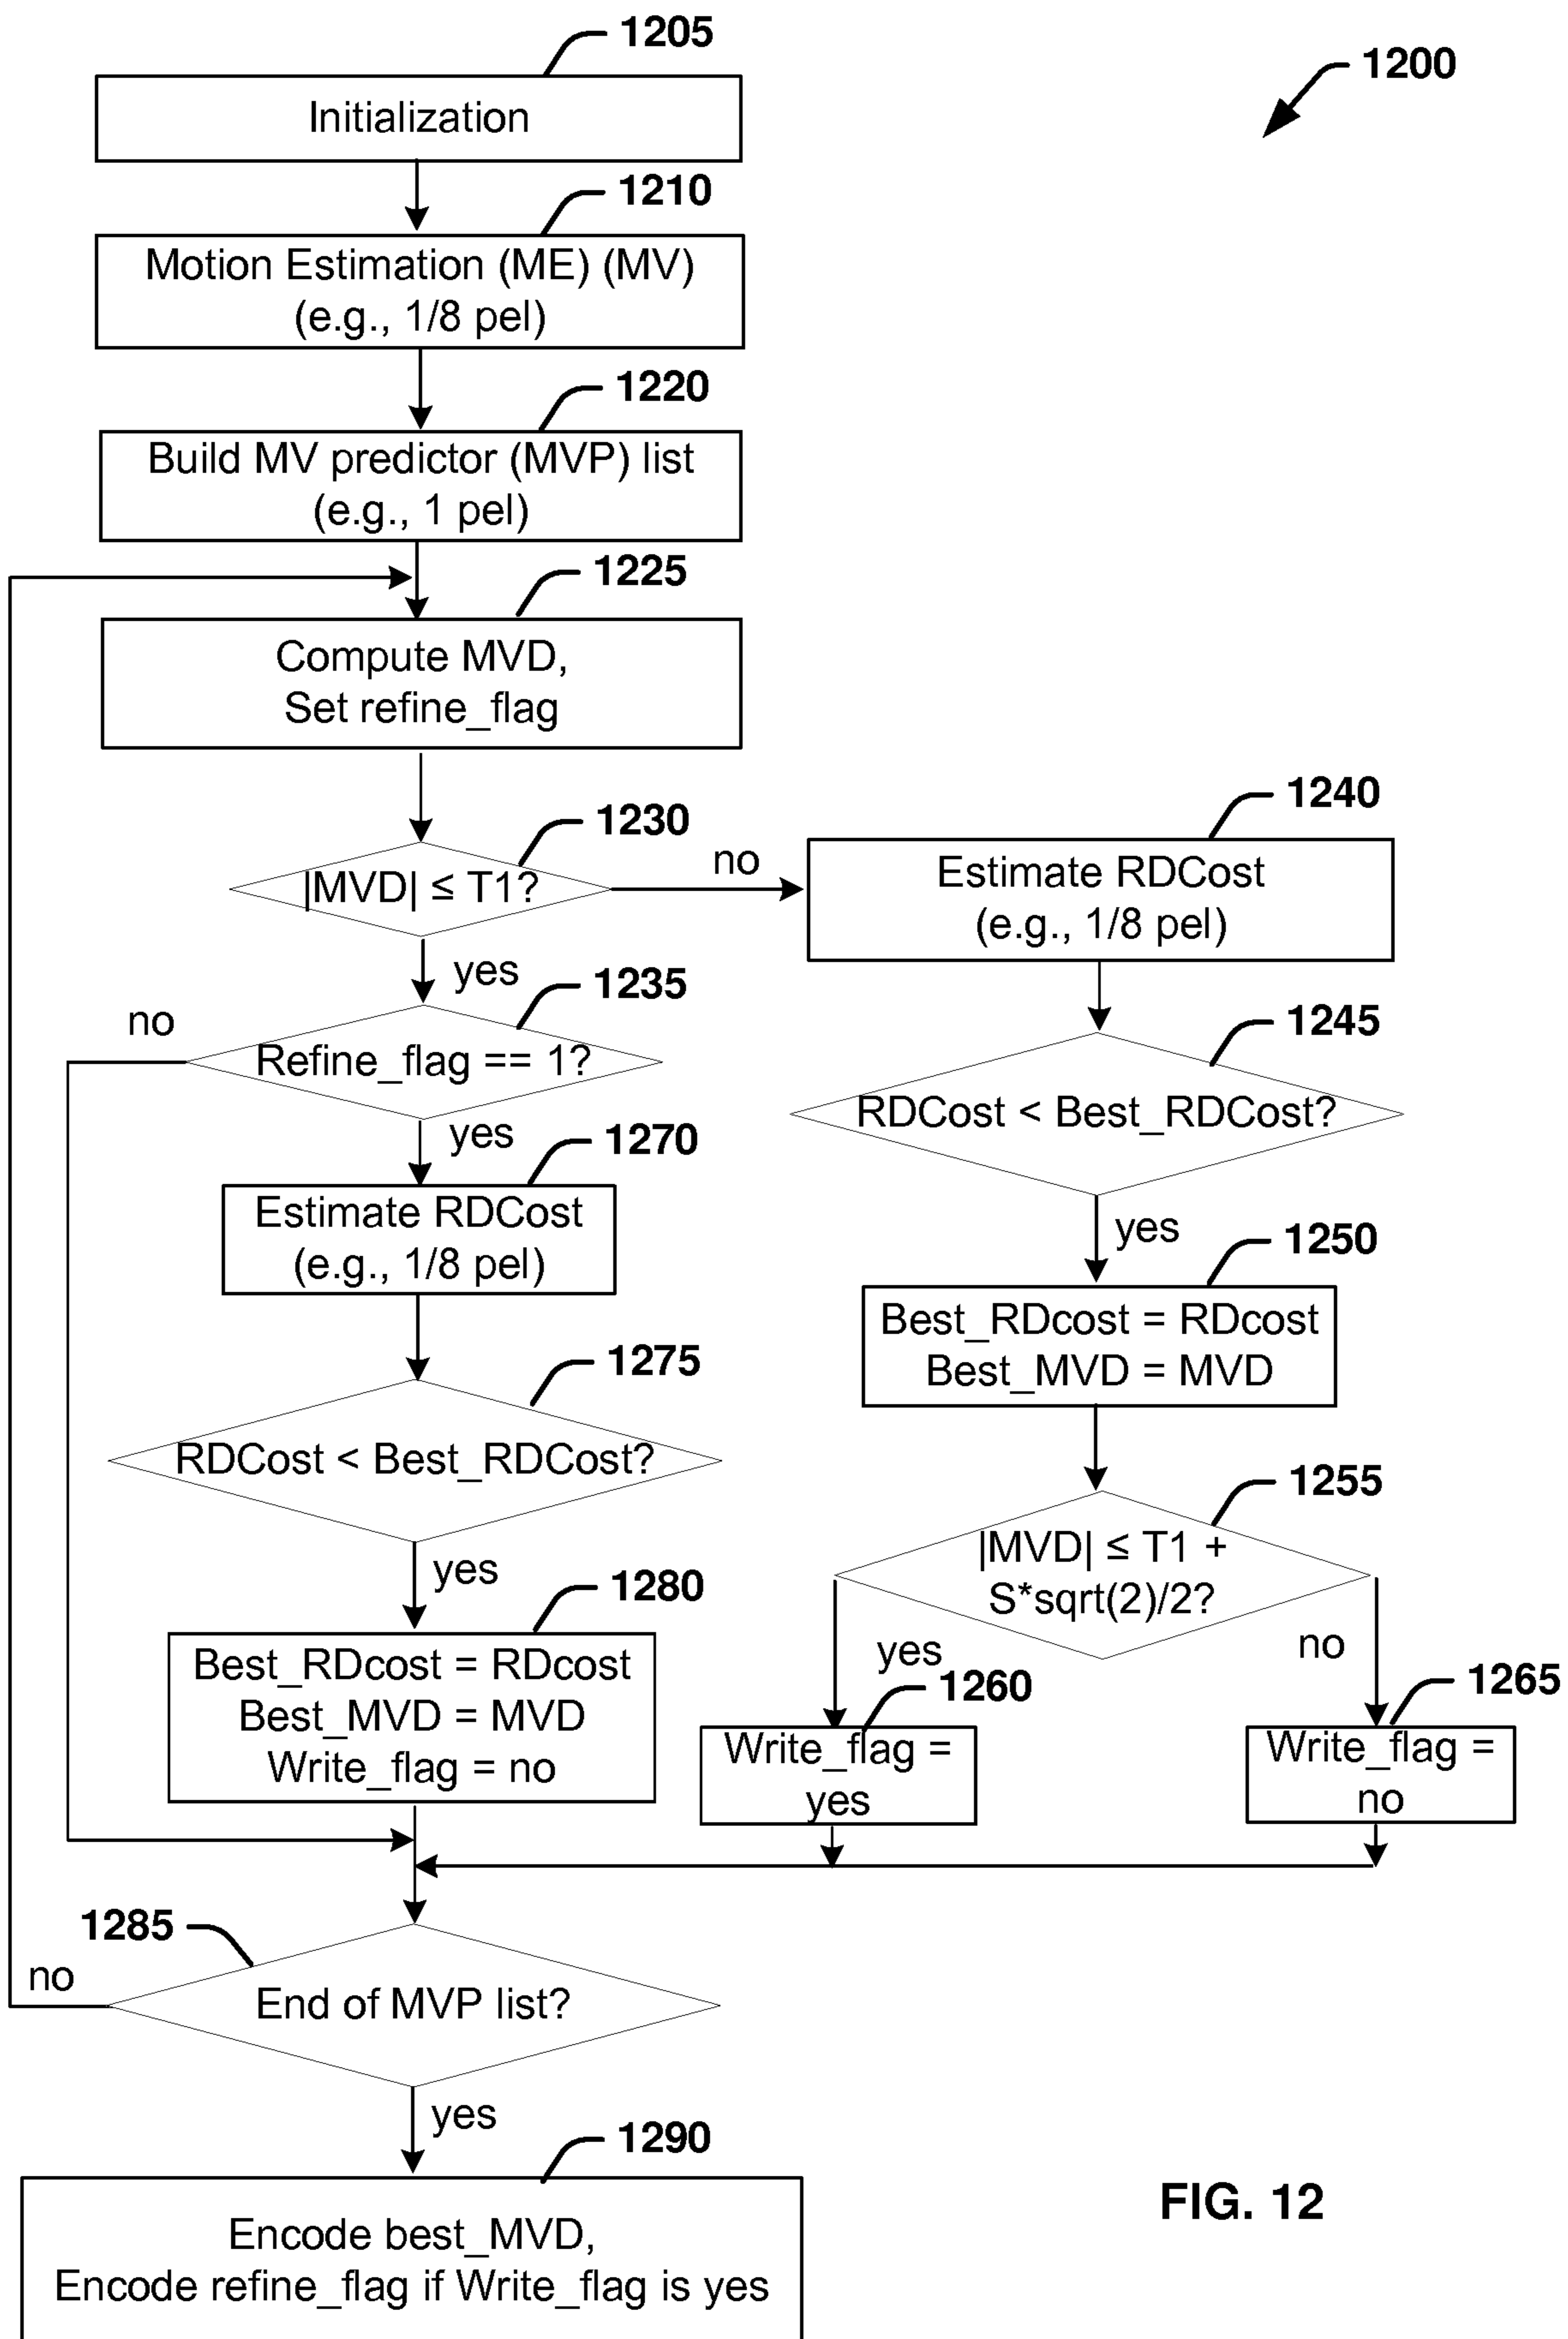 1205
1200
Initialization
1210
Motion Estimation (ME) (MV)
(e.g., 1/8 pel)
1220
Build MV predictor (MVP) list
(e.g., 1 pel)
1225
Compute MVD,
Set refine_flag
1230
|MVD| ≤ T1?
no
1240
Estimate RDCost
(e.g., 1/8 pel)
yes
1235
no
Refine_flag == 1?
1245
RDCost < Best_RDCost?
yes
1270
Estimate RDCost
(e.g., 1/8 pel)
yes
1250
Best_RDcost = RDcost
Best_MVD = MVD
1275
RDCost < Best_RDCost?
1255
|MVD| ≤ T1 +
S*sqrt(2)/2?
yes
1280
Best_RDcost = RDcost
Best_MVD = MVD
Write_flag = no
yes
1260
Write_flag =
yes
no
1265
Write_flag =
no
1285
no
End of MVP list?
yes
1290
Encode best_MVD,
Encode refine_flag if Write_flag is yes
FIG. 12